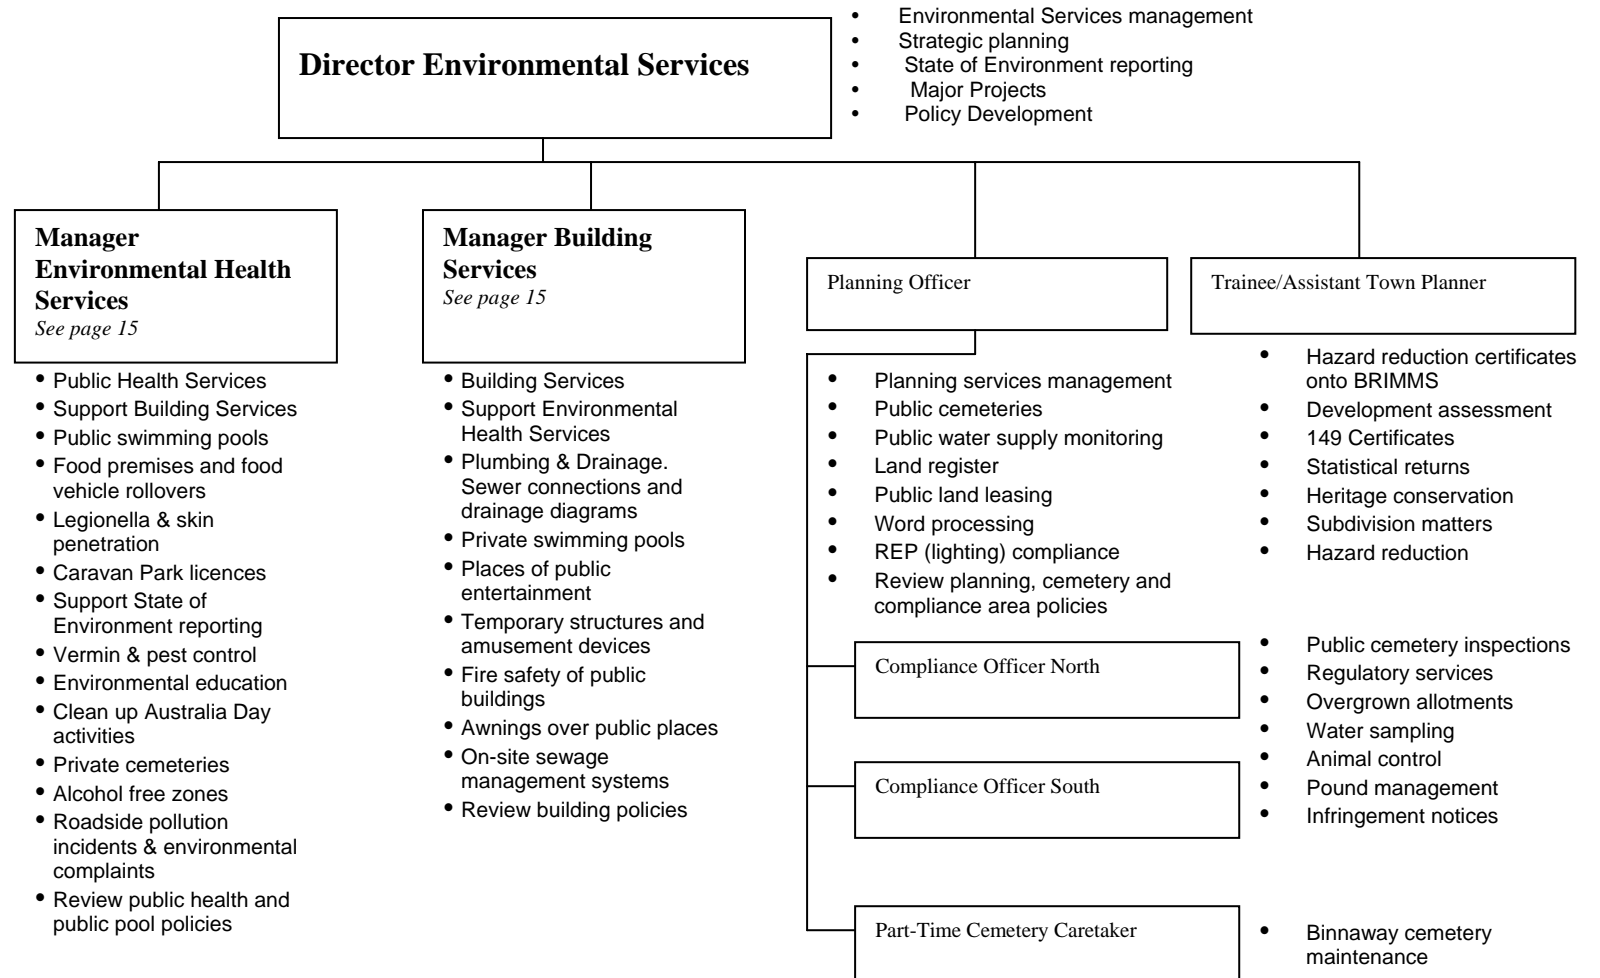 Director Environmental Services
• Environmental Services management
• Strategic planning
• State of Environment reporting
• Major Projects
• Policy Development
Manager
Environmental Health
Services
See page 15
• Public Health Services
• Support Building Services
• Public swimming pools
• Food premises and food
vehicle rollovers
• Legionella & skin
penetration
• Caravan Park licences
• Support State of
Environment reporting
• Vermin & pest control
• Environmental education
• Clean up Australia Day
activities
• Private cemeteries
• Alcohol free zones
• Roadside pollution
incidents & environmental
complaints
• Review public health and
public pool policies
Manager Building
Services
See page 15
• Building Services
• Support Environmental
Health Services
• Plumbing & Drainage.
Sewer connections and
drainage diagrams
• Private swimming pools
• Places of public
entertainment
• Temporary structures and
amusement devices
• Fire safety of public
buildings
• Awnings over public places
• On-site sewage
management systems
• Review building policies
Planning Officer
• Planning services management
• Public cemeteries
• Public water supply monitoring
• Land register
• Public land leasing
• Word processing
• REP (lighting) compliance
• Review planning, cemetery and
compliance area policies
Trainee/Assistant Town Planner
• Hazard reduction certificates
onto BRIMMS
• Development assessment
• 149 Certificates
• Statistical returns
• Heritage conservation
• Subdivision matters
• Hazard reduction
Compliance Officer North
Compliance Officer South
• Public cemetery inspections
• Regulatory services
• Overgrown allotments
• Water sampling
• Animal control
• Pound management
• Infringement notices
Part-Time Cemetery Caretaker
• Binnaway cemetery
maintenance